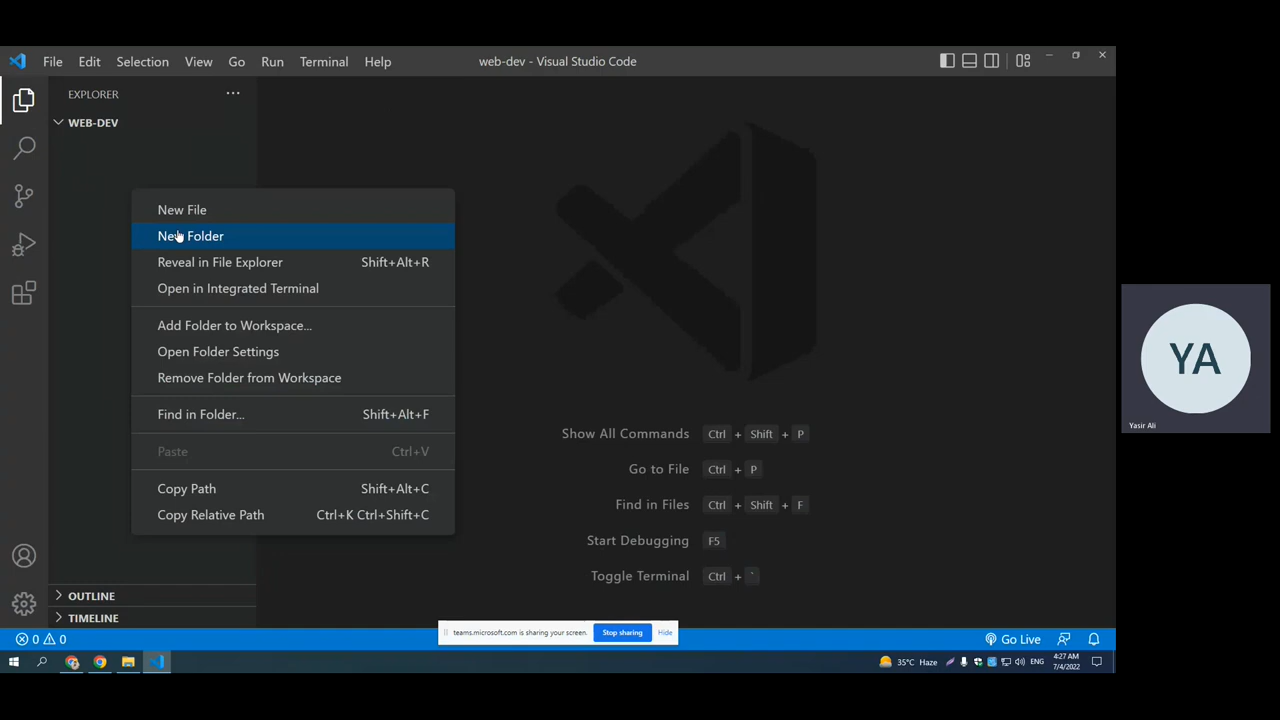 File Edit Selection View Go Run Terminal Help web-dev - Visual Studio Code
EXPLORER
WEB-DEV
New File
New Folder
Reveal in File Explorer Shift+Alt+R
Open in Integrated Terminal
Add Folder to Workspace...
Open Folder Settings
Remove Folder from Workspace
Find in Folder... Shift+Alt+F
Paste Ctrl+V
Copy Path Shift+Alt+C
Copy Relative Path Ctrl+K Ctrl+Shift+C
Show All Commands Ctrl + Shift + P
Go to File Ctrl + P
Find in Files Ctrl + Shift + F
Start Debugging F5
Toggle Terminal Ctrl + `
OUTLINE
TIMELINE
teams.microsoft.com is sharing your screen. Stop sharing Hide
0 0 Go Live
35°C Haze ENG 4:27 AM
7/4/2022
YA
Yasir Ali